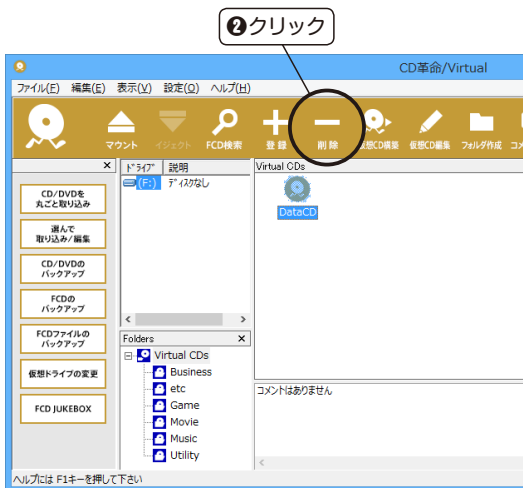 ❷クリック
CD革命/Virtual
ファイル(F) 編集(E) 表示(V) 設定(O) ヘルプ(H)
マウント イジェクト FCD検索 登録 削除 仮想CD構築 仮想CD編集 フォルダ作成
CD/DVDを
丸ごと取り込み
選んで
取り込み/編集
CD/DVDの
バックアップ
FCDの
バックアップ
FCDファイルの
バックアップ
仮想ドライブの変更
FCD JUKEBOX
ドライブ 説明
(F:) ディスクなし
Folders
Virtual CDs
Business
etc
Game
Movie
Music
Utility
Virtual CDs
DataCD
コメントはありません
ヘルプには F1キーを押して下さい